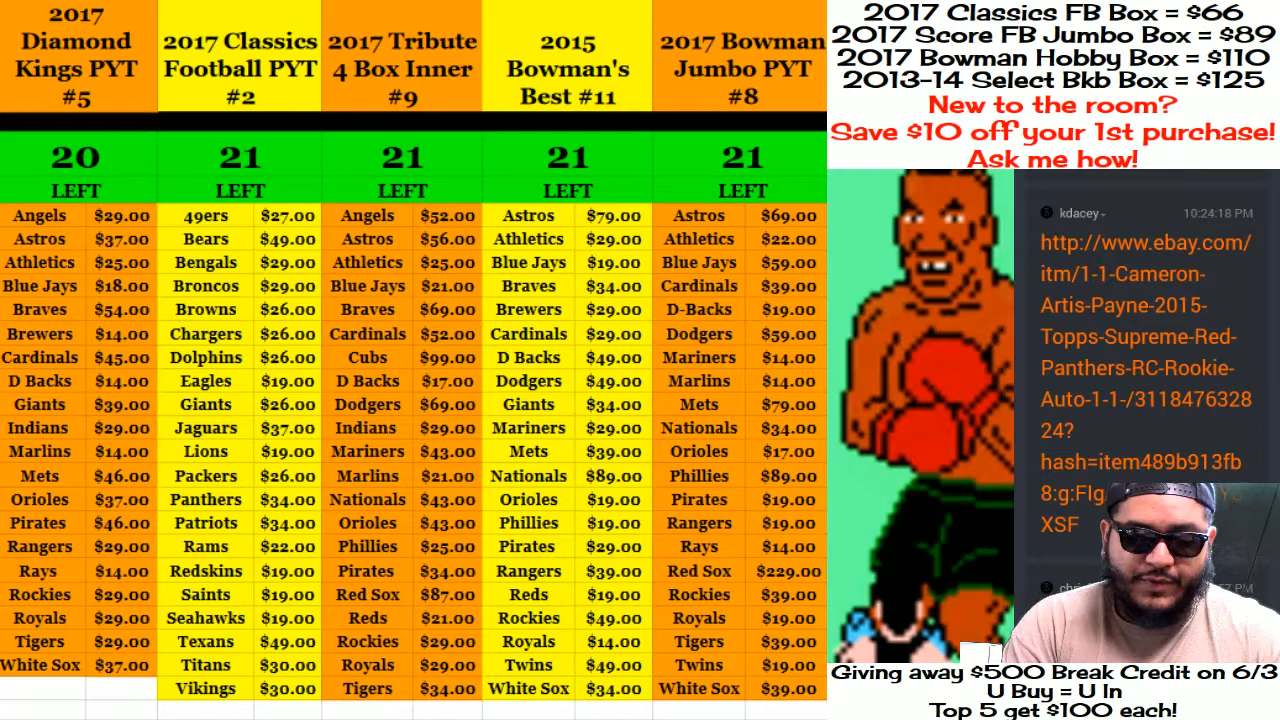 2017 Diamond Kings PYT #5
20
LEFT
Angels $29.00
Astros $37.00
Athletics $25.00
Blue Jays $18.00
Braves $54.00
Brewers $14.00
Cardinals $45.00
D Backs $14.00
Giants $39.00
Indians $29.00
Marlins $14.00
Mets $46.00
Orioles $37.00
Pirates $46.00
Rangers $29.00
Rays $14.00
Rockies $29.00
Royals $29.00
Tigers $29.00
White Sox $37.00
2017 Classics Football PYT #2
21
LEFT
49ers $27.00
Bears $49.00
Bengals $29.00
Broncos $29.00
Browns $26.00
Chargers $26.00
Dolphins $26.00
Eagles $19.00
Giants $26.00
Jaguars $37.00
Lions $19.00
Packers $26.00
Panthers $34.00
Patriots $34.00
Rams $22.00
Redskins $19.00
Saints $19.00
Seahawks $19.00
Texans $49.00
Titans $30.00
Vikings $30.00
2017 Tribute 4 Box Inner #9
21
LEFT
Angels $52.00
Astros $56.00
Athletics $25.00
Blue Jays $21.00
Braves $69.00
Cardinals $52.00
Cubs $99.00
D Backs $17.00
Dodgers $69.00
Indians $29.00
Mariners $43.00
Marlins $21.00
Nationals $43.00
Orioles $43.00
Phillies $25.00
Pirates $34.00
Red Sox $87.00
Reds $21.00
Rockies $29.00
Royals $29.00
Tigers $34.00
2015 Bowman's Best #11
21
LEFT
Astros $79.00
Athletics $29.00
Blue Jays $19.00
Braves $34.00
Brewers $29.00
Cardinals $29.00
D Backs $49.00
Dodgers $49.00
Giants $34.00
Mariners $29.00
Mets $39.00
Nationals $89.00
Orioles $19.00
Phillies $19.00
Pirates $29.00
Rangers $39.00
Reds $19.00
Rockies $49.00
Royals $14.00
Twins $49.00
White Sox $34.00
2017 Bowman Jumbo PYT #8
21
LEFT
Astros $69.00
Athletics $22.00
Blue Jays $59.00
Cardinals $39.00
D-Backs $19.00
Dodgers $59.00
Mariners $14.00
Marlins $14.00
Mets $79.00
Nationals $34.00
Orioles $17.00
Phillies $89.00
Pirates $19.00
Rangers $19.00
Rays $14.00
Red Sox $229.00
Rockies $39.00
Royals $19.00
Tigers $39.00
Twins $19.00
White Sox $39.00
2017 Classics FB Box = $66
2017 Score FB Jumbo Box = $89
2017 Bowman Hobby Box = $110
2013-14 Select Bkb Box = $125
New to the room?
Save $10 off your 1st purchase!
Ask me how!
kdacey 10:24:18 PM
http://www.ebay.com/
itm/1-1-Cameron-
Artis-Payne-2015-
Topps-Supreme-Red-
Panthers-RC-Rookie-
Auto-1-1-/3118476328
24?
hash=item489b913fb
8:g:FIg
XSF
PM
Giving away $500 Break Credit on 6/3
U Buy = U In
Top 5 get $100 each!